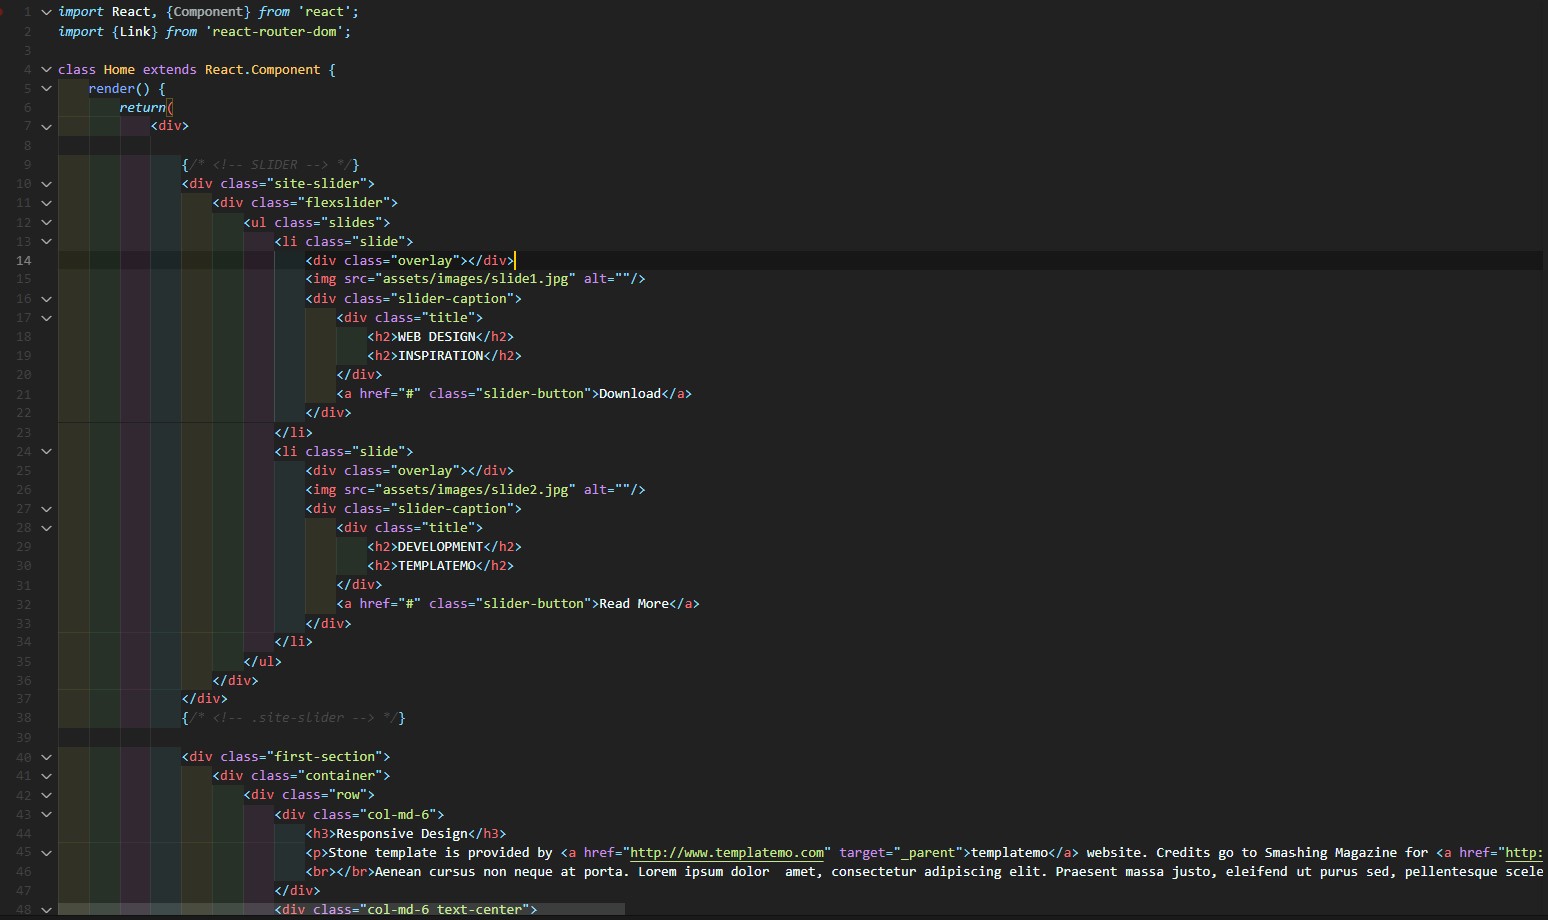 1 import React, {Component} from 'react';
2 import {Link} from 'react-router-dom';
3
4 class Home extends React.Component {
5 render() {
6 return(
7 <div>
8
9 {/* <!-- SLIDER --> */}
10 <div class="site-slider">
11 <div class="flexslider">
12 <ul class="slides">
13 <li class="slide">
14 <div class="overlay"></div>
15 <img src="assets/images/slide1.jpg" alt=""/>
16 <div class="slider-caption">
17 <div class="title">
18 <h2>WEB DESIGN</h2>
19 <h2>INSPIRATION</h2>
20 </div>
21 <a href="#" class="slider-button">Download</a>
22 </div>
23 </li>
24 <li class="slide">
25 <div class="overlay"></div>
26 <img src="assets/images/slide2.jpg" alt=""/>
27 <div class="slider-caption">
28 <div class="title">
29 <h2>DEVELOPMENT</h2>
30 <h2>TEMPLATEMO</h2>
31 </div>
32 <a href="#" class="slider-button">Read More</a>
33 </div>
34 </li>
35 </ul>
36 </div>
37 </div>
38 {/* <!-- .site-slider --> */}
39
40 <div class="first-section">
41 <div class="container">
42 <div class="row">
43 <div class="col-md-6">
44 <h3>Responsive Design</h3>
45 <p>Stone template is provided by <a href="http://www.templatemo.com" target="_parent">templatemo</a> website. Credits go to Smashing Magazine for <a href="http:
46 <br></br>Aenean cursus non neque at porta. Lorem ipsum dolor  amet, consectetur adipiscing elit. Praesent massa justo, eleifend ut purus sed, pellentesque scele
47 </div>
48 <div class="col-md-6 text-center">